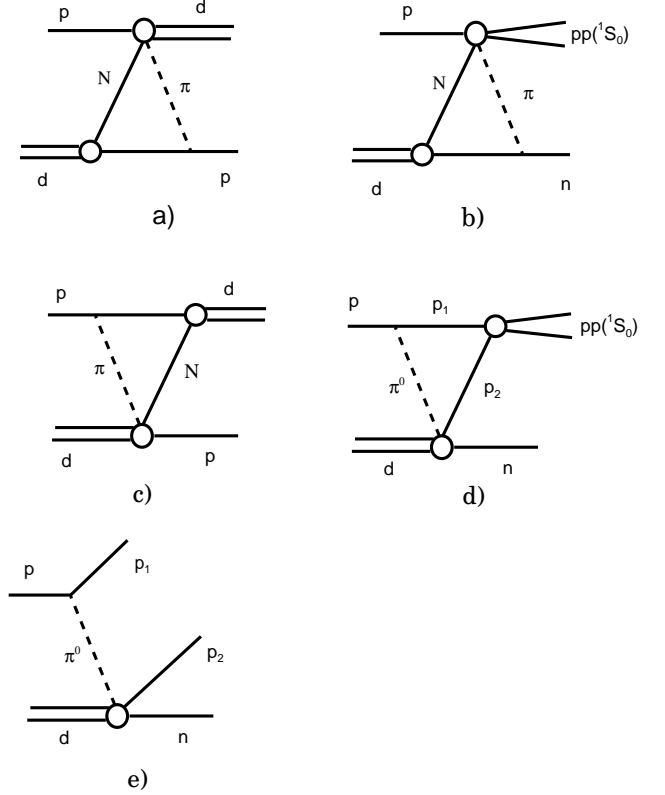 p d p
N π N π pp(¹S₀)
d p d n
a) b)
p d p p₁
π N π⁰ p₂ pp(¹S₀)
d p d n
c) d)
p p₁
π⁰ p₂
d n
e)